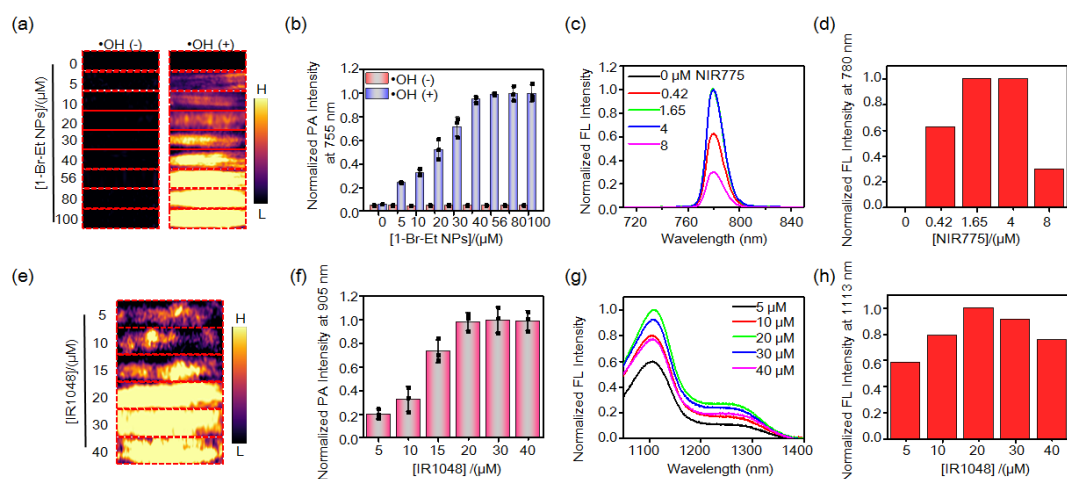 (a)
•OH (-) •OH (+)
[1-Br-Et NPs]/(μM)
0
5
10
20
30
40
56
80
100
H
L
(b)
Normalized PA Intensity
at 755 nm
1.2
1.0
0.8
0.6
0.4
0.2
0.0
•OH (-)
•OH (+)
0 5 10 20 30 40 56 80 100
[1-Br-Et NPs]/(μM)
(c)
Normalized FL Intensity
1.2
1.0
0.8
0.6
0.4
0.2
0.0
0 μM NIR775
0.42
1.65
4
8
720 760 800 840
Wavelength (nm)
(d)
Normalized FL Intensity at 780 nm
1.0
0.8
0.6
0.4
0.2
0.0
0 0.42 1.65 4 8
[NIR775]/(μM)
(e)
[IR1048]/(μM)
5
10
15
20
30
40
H
L
(f)
Normalized PA Intensity at 905 nm
1.2
1.0
0.8
0.6
0.4
0.2
0.0
5 10 15 20 30 40
[IR1048] /(μM)
(g)
Normalized FL Intensity
1.0
0.8
0.6
0.4
0.2
0.0
5 μM
10 μM
20 μM
30 μM
40 μM
1100 1200 1300 1400
Wavelength (nm)
(h)
Normalized FL Intensity at 1113 nm
1.0
0.8
0.6
0.4
0.2
0.0
5 10 20 30 40
[IR1048] /(μM)